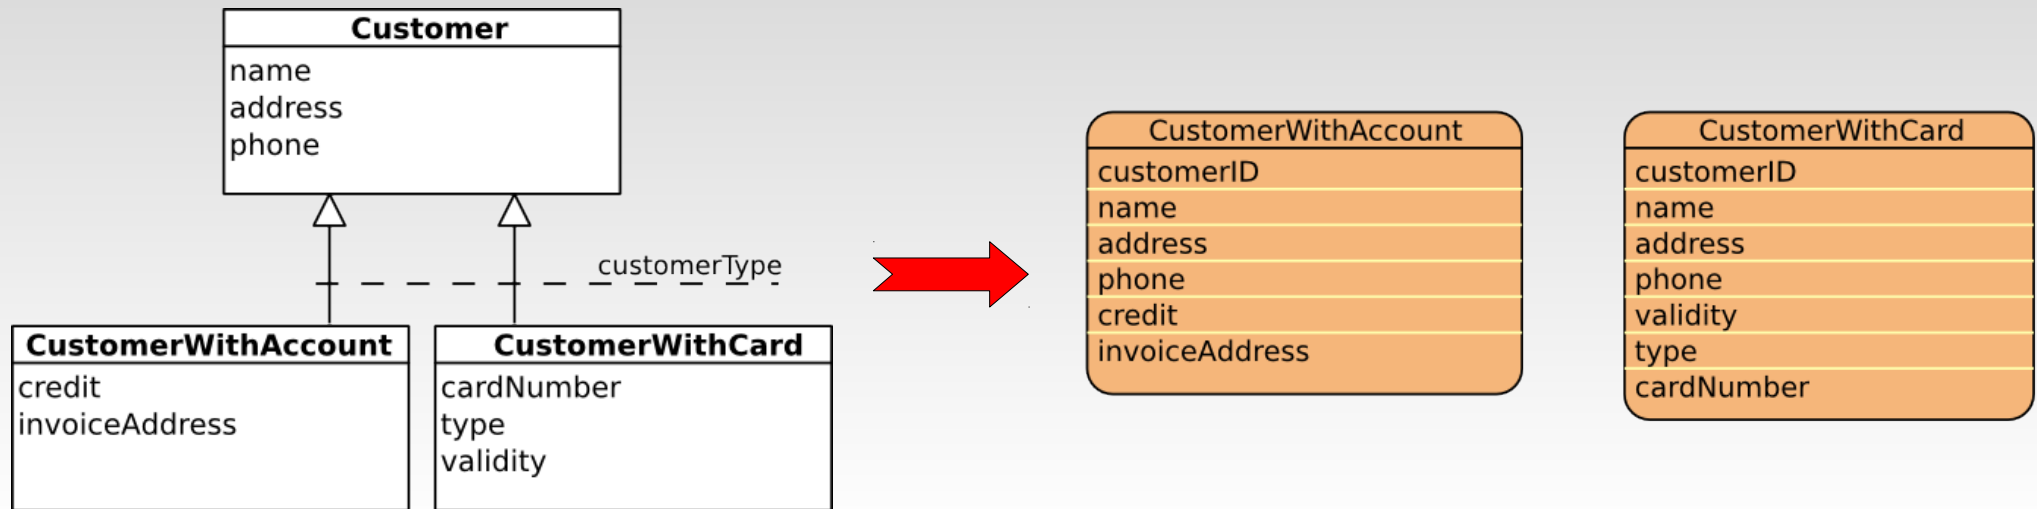 Customer
name
address
phone
customerType
CustomerWithAccount
credit
invoiceAddress
CustomerWithCard
cardNumber
type
validity
CustomerWithAccount
customerID
name
address
phone
credit
invoiceAddress
CustomerWithCard
customerID
name
address
phone
validity
type
cardNumber